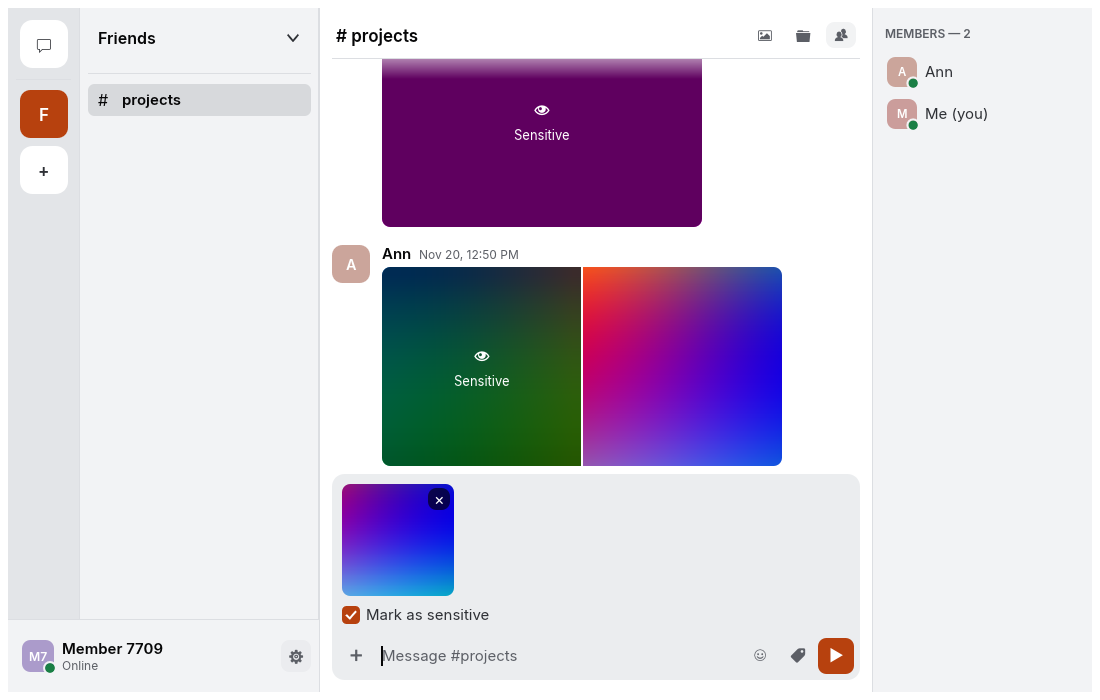 F
+
Friends
# projects
M7
Member 7709
Online
# projects
Sensitive
A
Ann Nov 20, 12:50 PM
Sensitive
Mark as sensitive
Message #projects
MEMBERS — 2
A
Ann
M
Me (you)